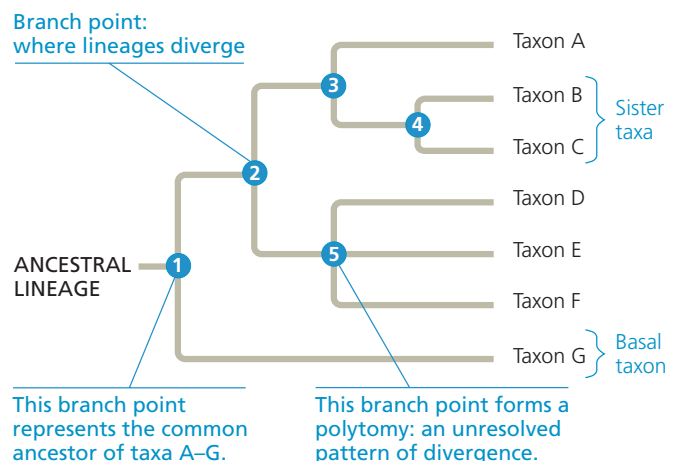 Branch point:
where lineages diverge
Taxon A
3
Taxon B
4
Sister
taxa
Taxon C
2
Taxon D
ANCESTRAL
LINEAGE
1
5
Taxon E
Taxon F
Taxon G
Basal
taxon
This branch point
represents the common
ancestor of taxa A–G.
This branch point forms a
polytomy: an unresolved
pattern of divergence.